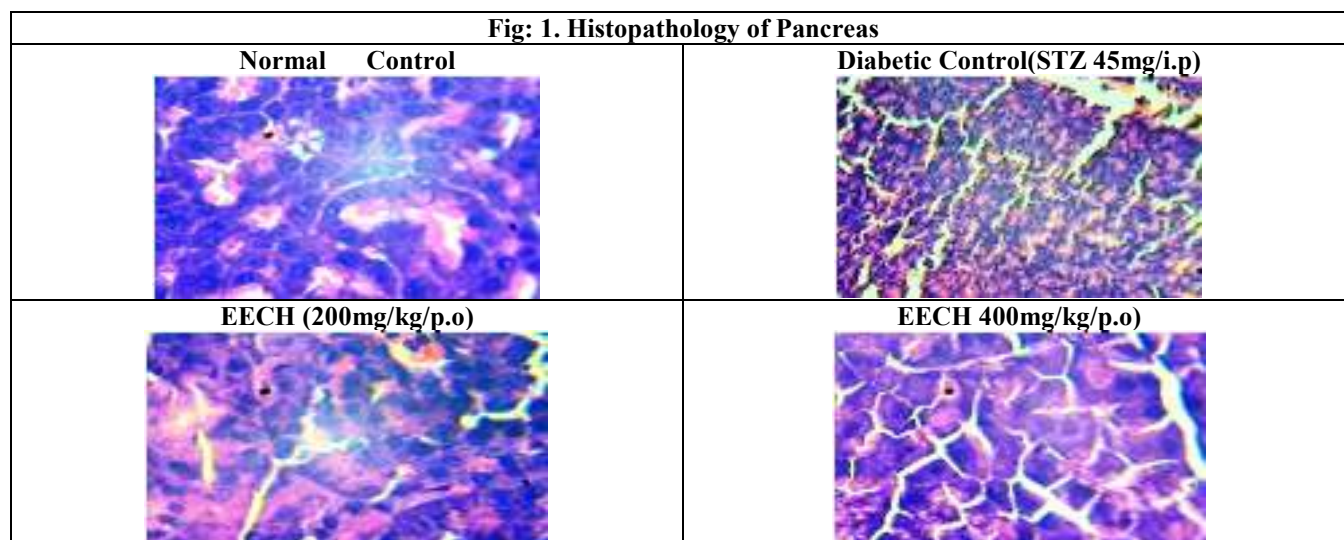 Fig: 1. Histopathology of Pancreas
Normal Control
Diabetic Control(STZ 45mg/i.p)
EECH (200mg/kg/p.o)
EECH 400mg/kg/p.o)